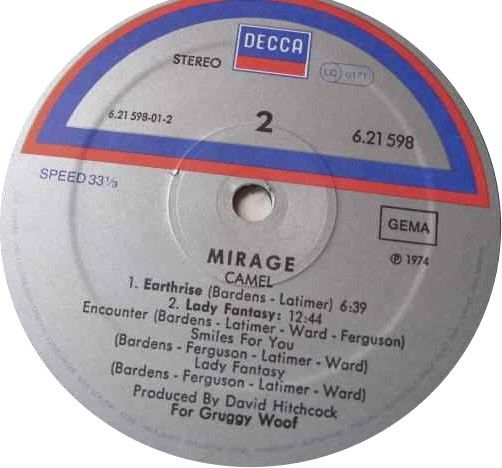 DECCA
STEREO
LC 0171
6.21 598-01-2
2
6.21 598
SPEED 33⅓
GEMA
℗ 1974
MIRAGE
CAMEL
1. Earthrise (Bardens - Latimer) 6:39
2. Lady Fantasy: 12:44
Encounter (Bardens - Latimer - Ward - Ferguson)
Smiles For You
(Bardens - Ferguson - Latimer - Ward)
Lady Fantasy
(Bardens - Ferguson - Latimer - Ward)
Produced By David Hitchcock
For Gruggy Woof